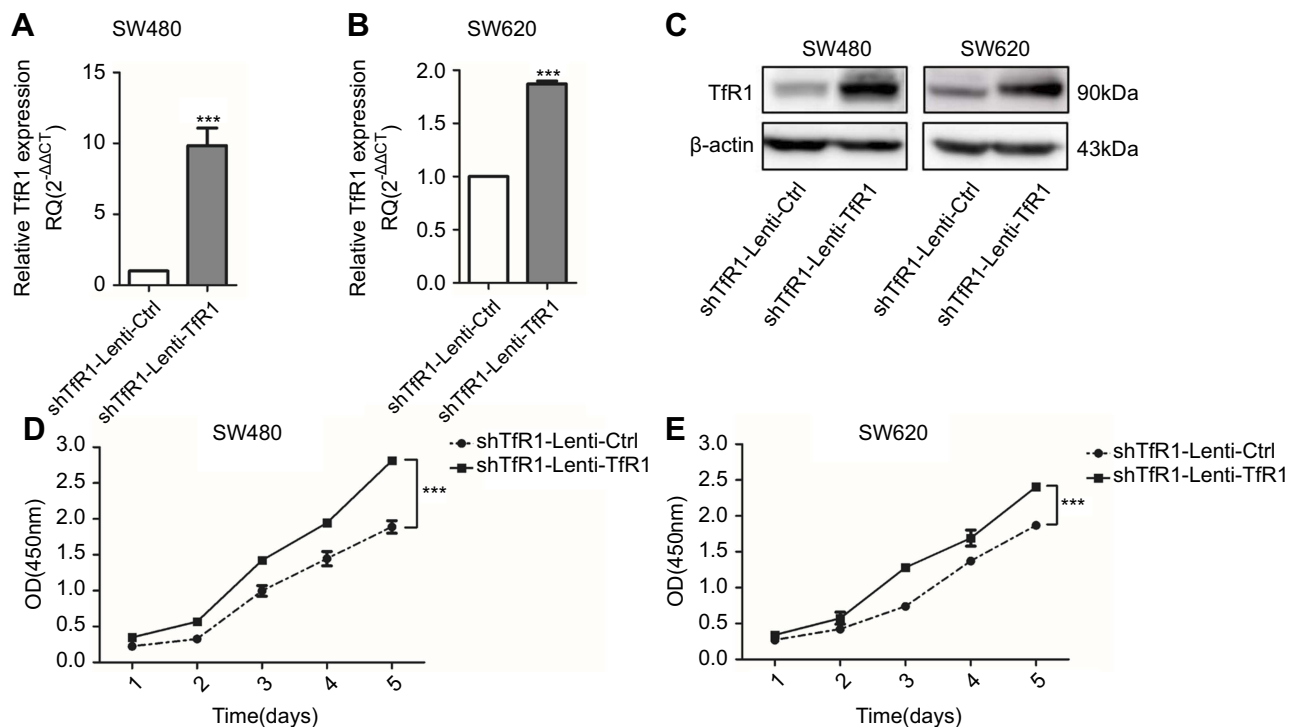 A
SW480
Relative TfR1 expression
RQ(2-ΔΔCT)
15
10
5
0
***
shTfR1-Lenti-Ctrl
shTfR1-Lenti-TfR1
B
SW620
Relative TfR1 expression
RQ(2-ΔΔCT)
2.0
1.5
1.0
0.5
0.0
***
shTfR1-Lenti-Ctrl
shTfR1-Lenti-TfR1
C
SW480 SW620
TfR1 90kDa
β-actin 43kDa
shTfR1-Lenti-Ctrl
shTfR1-Lenti-TfR1
shTfR1-Lenti-Ctrl
shTfR1-Lenti-TfR1
D
SW480
shTfR1-Lenti-Ctrl
shTfR1-Lenti-TfR1
OD(450nm)
3.0
2.5
2.0
1.5
1.0
0.5
0.0
***
1 2 3 4 5
Time(days)
E
SW620
shTfR1-Lenti-Ctrl
shTfR1-Lenti-TfR1
OD(450nm)
3.0
2.5
2.0
1.5
1.0
0.5
0.0
***
1 2 3 4 5
Time(days)